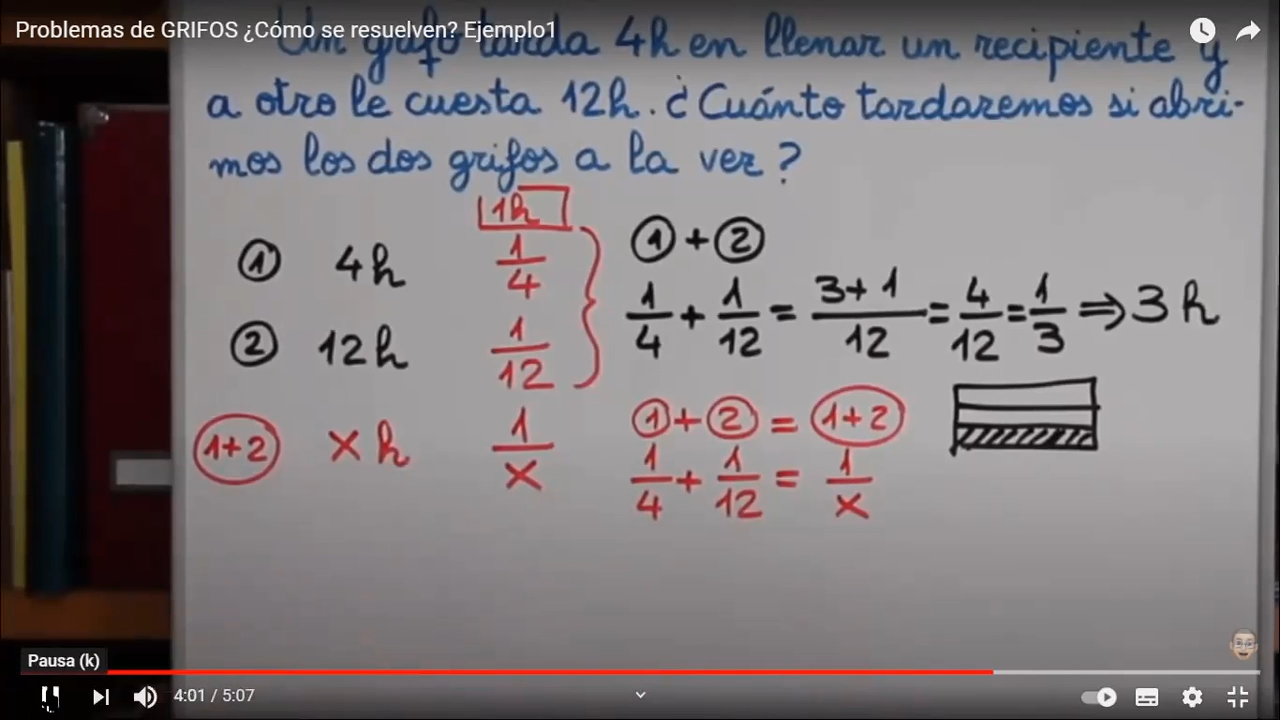 Problemas de GRIFOS ¿Cómo se resuelven? Ejemplo1
Un grifo tarda 4h en llenar un recipiente y
a otro le cuesta 12h. ¿Cuánto tardaremos si abri-
mos los dos grifos a la vez?
1h
① 4h 1/4
② 12h 1/12
1+2 x h 1/x
① + ②
1/4 + 1/12 = 3+1/12 = 4/12 = 1/3 ⇒ 3 h
① + ② = 1+2
1/4 + 1/12 = 1/x
Pausa (k)
4:01 / 5:07